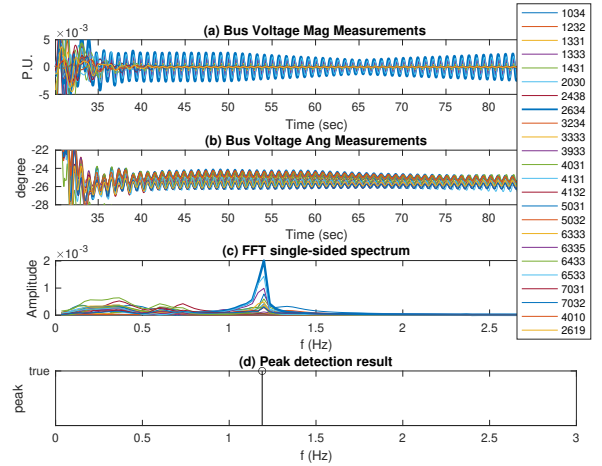 (a) Bus Voltage Mag Measurements
×10⁻³
5
0
-5
P.U.
35 40 45 50 55 60 65 70 75 80
Time (sec)
(b) Bus Voltage Ang Measurements
-22
-24
-26
-28
degree
35 40 45 50 55 60 65 70 75 80
Time (sec)
(c) FFT single-sided spectrum
×10⁻³
2
1
0
Amplitude
0 0.5 1 1.5 2 2.5
f (Hz)
(d) Peak detection result
true
peak
0 0.5 1 1.5 2 2.5 3
f (Hz)
1034
1232
1331
1333
1431
2030
2438
2634
3234
3333
3933
4031
4131
4132
5031
5032
6333
6335
6433
6533
7031
7032
4010
2619